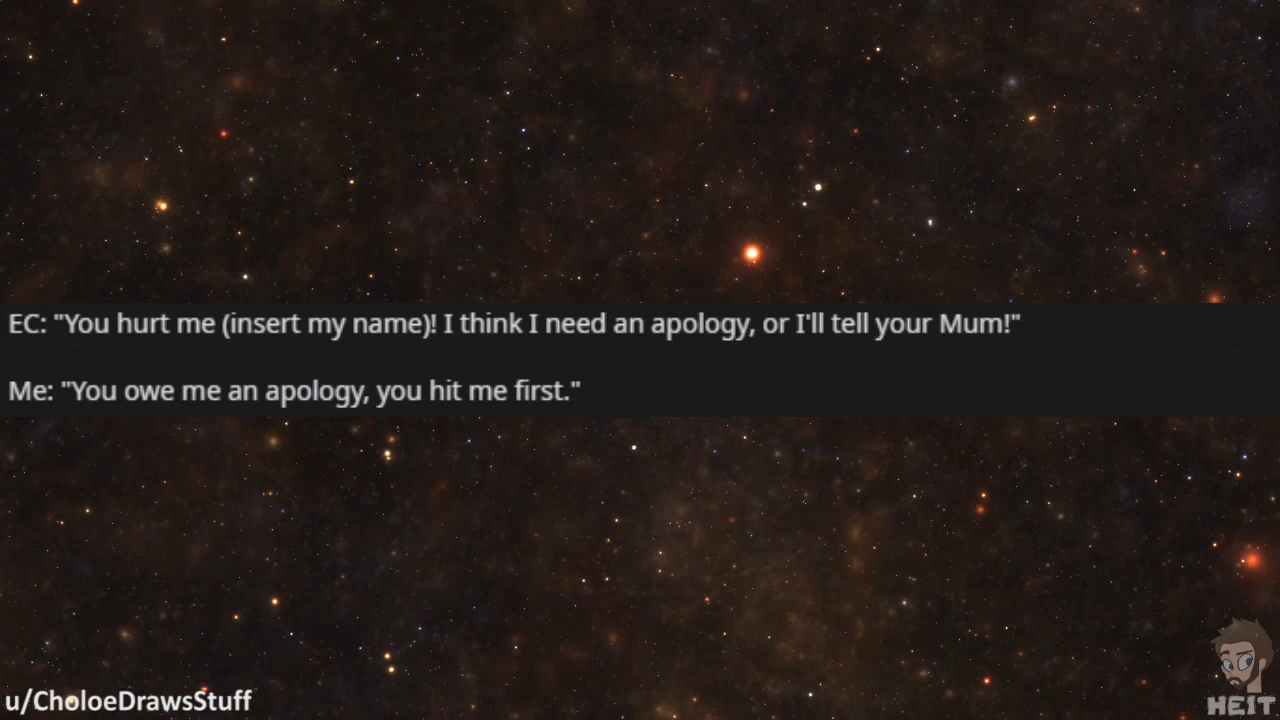 EC: "You hurt me (insert my name)! I think I need an apology, or I'll tell your Mum!"
Me: "You owe me an apology, you hit me first."
u/CholoeDrawsStuff
HEIT